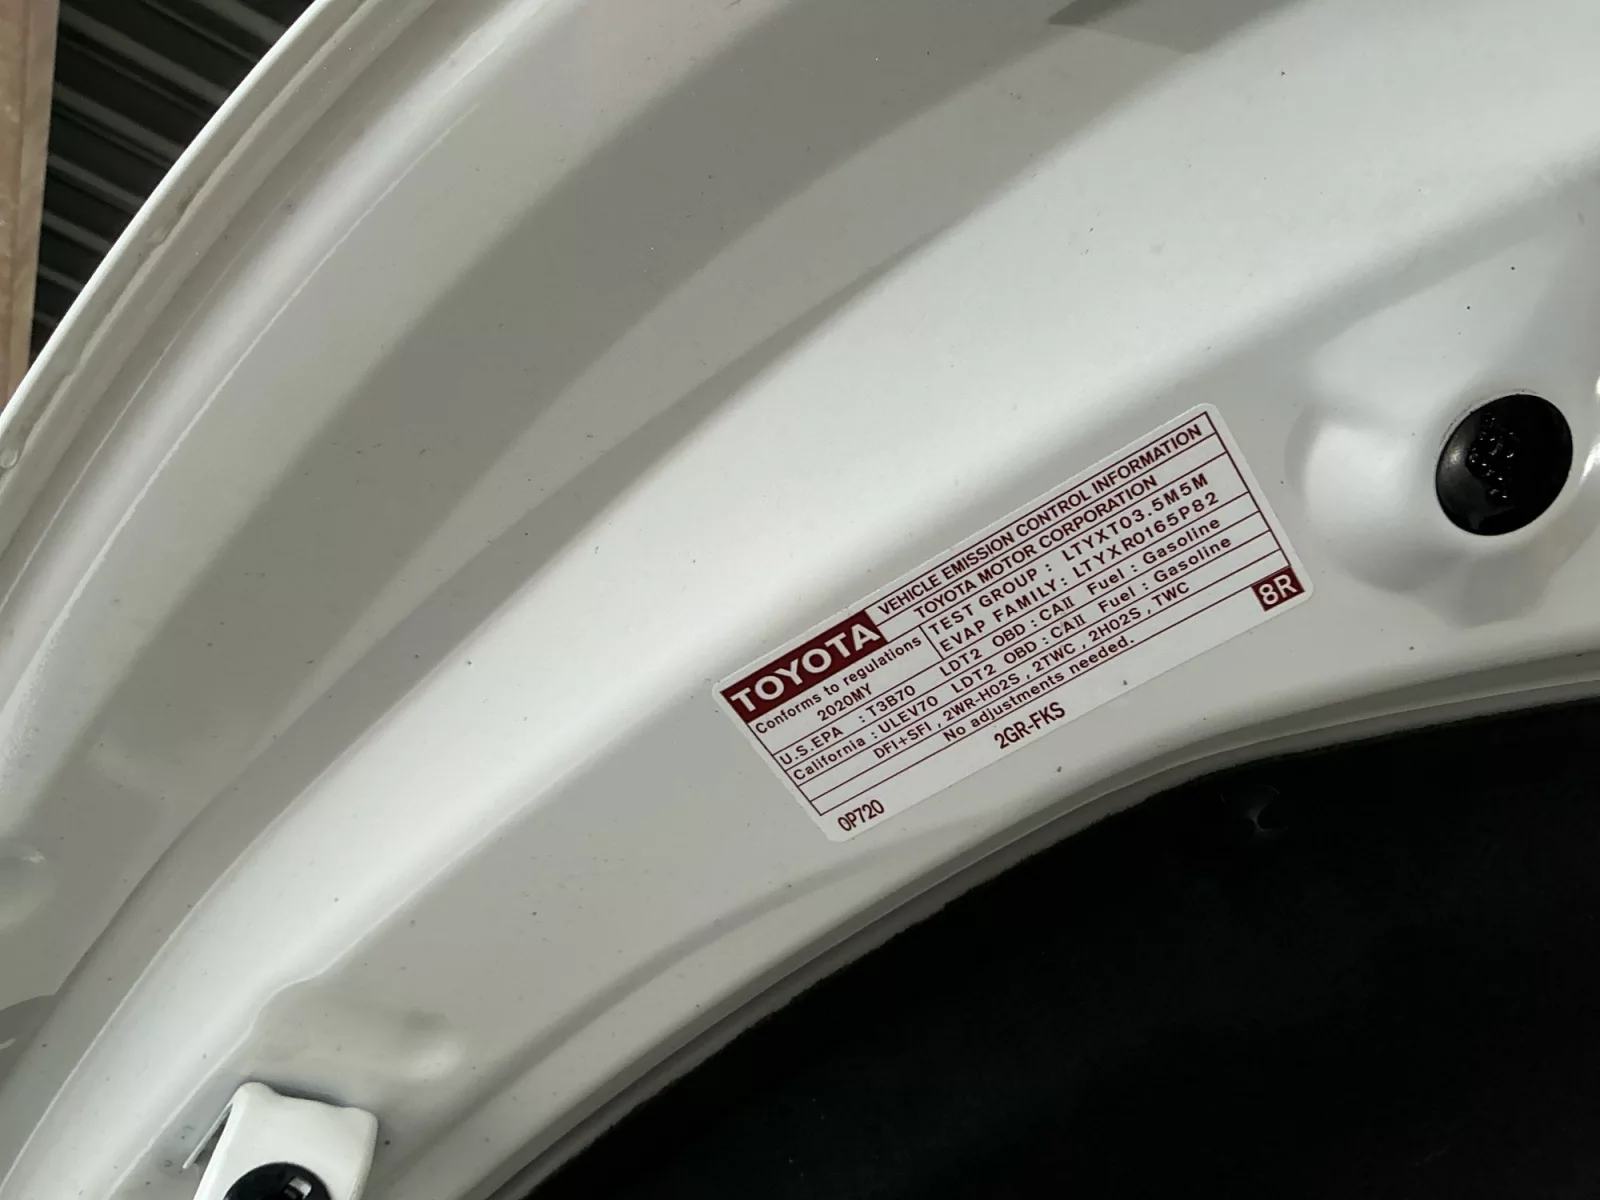 TOYOTA
VEHICLE EMISSION CONTROL INFORMATION
TOYOTA MOTOR CORPORATION
Conforms to regulations
2020MY
TEST GROUP : LTYXT03.5M5M
EVAP FAMILY: LTYXR0165P82
U.S.EPA : T3B70 LDT2 OBD : CAII Fuel : Gasoline
California : ULEV70 LDT2 OBD : CAII Fuel : Gasoline
DFI+SFI , 2WR-HO2S , 2TWC , 2HO2S , TWC
No adjustments needed.
8R
0P720
2GR-FKS